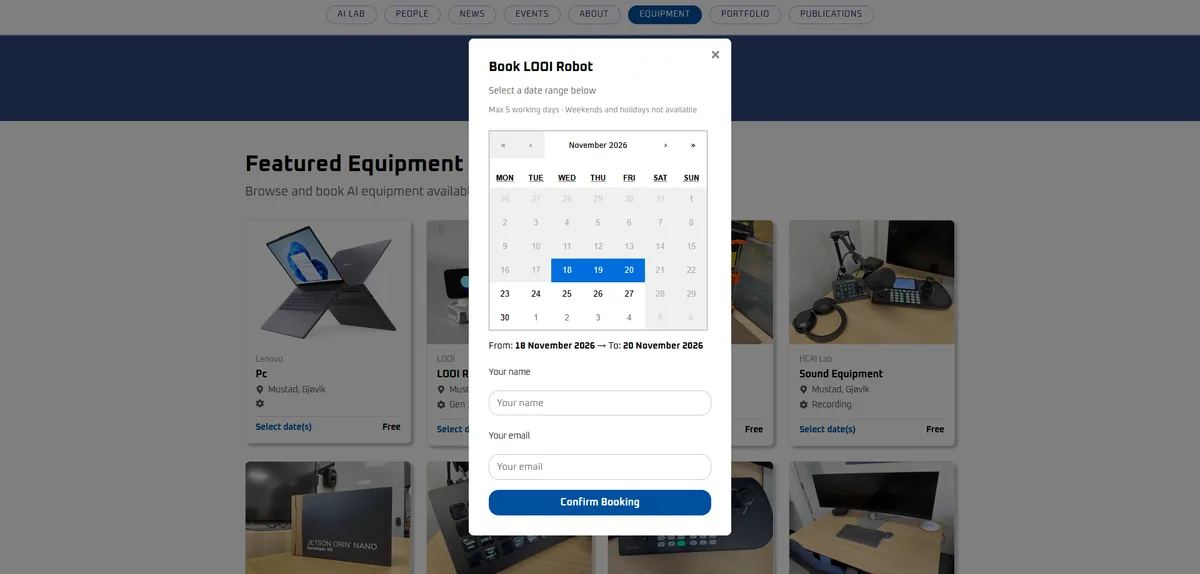 AI LAB PEOPLE NEWS EVENTS ABOUT EQUIPMENT PORTFOLIO PUBLICATIONS
×
Book LOOI Robot
Select a date range below
Max 5 working days · Weekends and holidays not available
« ‹ November 2026 › »
MON TUE WED THU FRI SAT SUN
26 27 28 29 30 31 1
2 3 4 5 6 7 8
9 10 11 12 13 14 15
16 17 18 19 20 21 22
23 24 25 26 27 28 29
30 1 2 3 4 5 6
From: 18 November 2026 → To: 20 November 2026
Your name
Your name
Your email
Your email
Confirm Booking
Featured Equipment
Browse and book AI equipment
Lenovo
Pc
Mustad, Gjøvik
Select date(s) Free
LOOI
LOOI
Gen
Select
Free
HCAI Lab
Sound Equipment
Mustad, Gjøvik
Recording
Select date(s) Free
JETSON ORIN NANO
Developer Kit